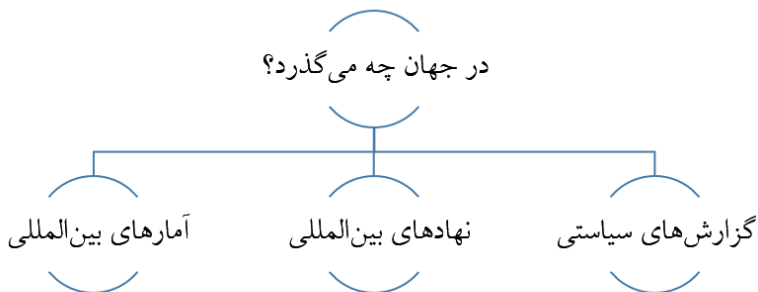 در جهان چه می‌گذرد؟
گزارش‌های سیاستی
نهادهای بین‌المللی
آمارهای بین‌المللی